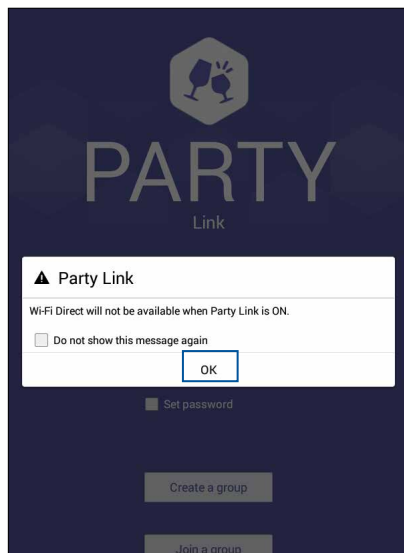 PARTY
Link
Party Link
Wi-Fi Direct will not be available when Party Link is ON.
Do not show this message again
OK
Set password
Create a group
Join a group